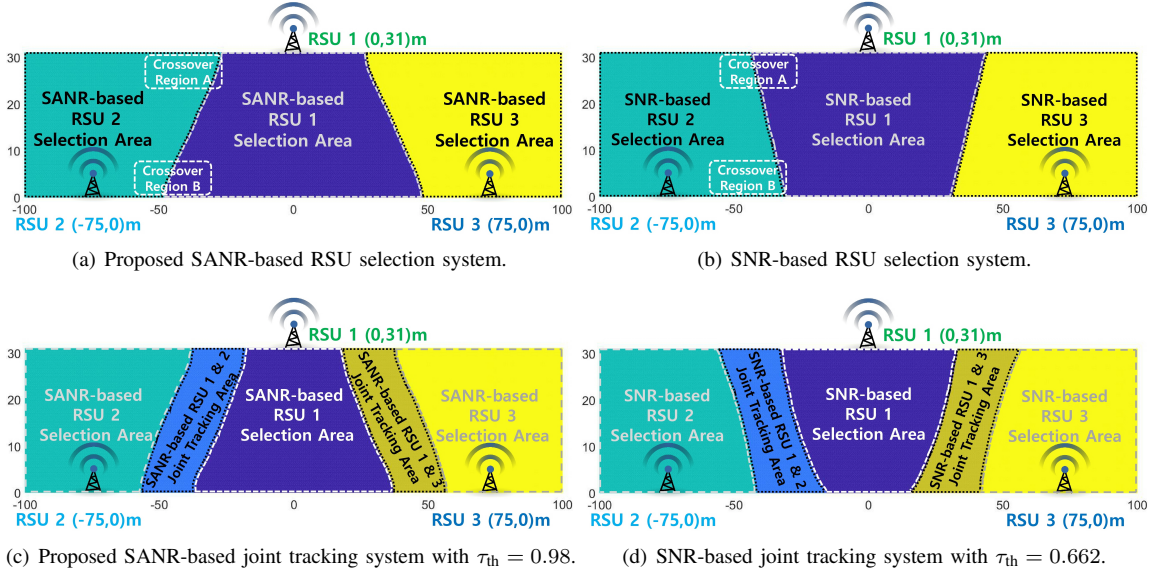 RSU 1 (0,31)m
30
20
10
0
Crossover
Region A
SANR-based
RSU 2
Selection Area
SANR-based
RSU 1
Selection Area
SANR-based
RSU 3
Selection Area
Crossover
Region B
-100
-50
0
50
100
RSU 2 (-75,0)m
RSU 3 (75,0)m
(a) Proposed SANR-based RSU selection system.
RSU 1 (0,31)m
30
20
10
0
Crossover
Region A
SNR-based
RSU 2
Selection Area
SNR-based
RSU 1
Selection Area
SNR-based
RSU 3
Selection Area
Crossover
Region B
-100
-50
0
50
100
RSU 2 (-75,0)m
RSU 3 (75,0)m
(b) SNR-based RSU selection system.
RSU 1 (0,31)m
30
20
10
0
SANR-based
RSU 2
Selection Area
SANR-based RSU 1 & 2
Joint Tracking Area
SANR-based
RSU 1
Selection Area
SANR-based RSU 1 & 3
Joint Tracking Area
SANR-based
RSU 3
Selection Area
-100
-50
0
50
100
RSU 2 (-75,0)m
RSU 3 (75,0)m
(c) Proposed SANR-based joint tracking system with τth = 0.98.
RSU 1 (0,31)m
30
20
10
0
SNR-based
RSU 2
Selection Area
SNR-based RSU 1 & 2
Joint Tracking Area
SNR-based
RSU 1
Selection Area
SNR-based RSU 1 & 3
Joint Tracking Area
SNR-based
RSU 3
Selection Area
-100
-50
0
50
100
RSU 2 (-75,0)m
RSU 3 (75,0)m
(d) SNR-based joint tracking system with τth = 0.662.